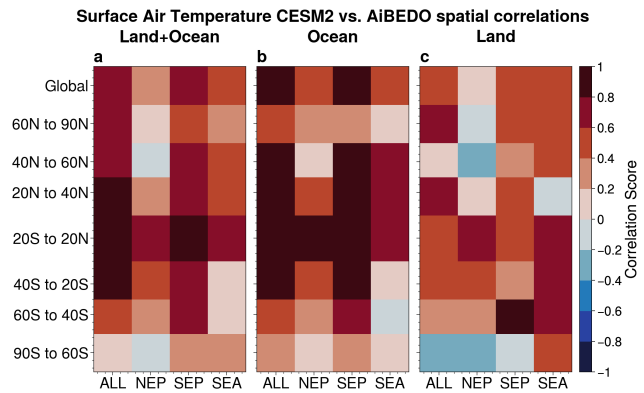 Surface Air Temperature CESM2 vs. AiBEDO spatial correlations
Land+Ocean
Ocean
Land
a
b
c
Global
60N to 90N
40N to 60N
20N to 40N
20S to 20N
40S to 20S
60S to 40S
90S to 60S
ALL NEP SEP SEA
ALL NEP SEP SEA
ALL NEP SEP SEA
1
0.8
0.6
0.4
0.2
0
−0.2
−0.4
−0.6
−0.8
−1
Correlation Score